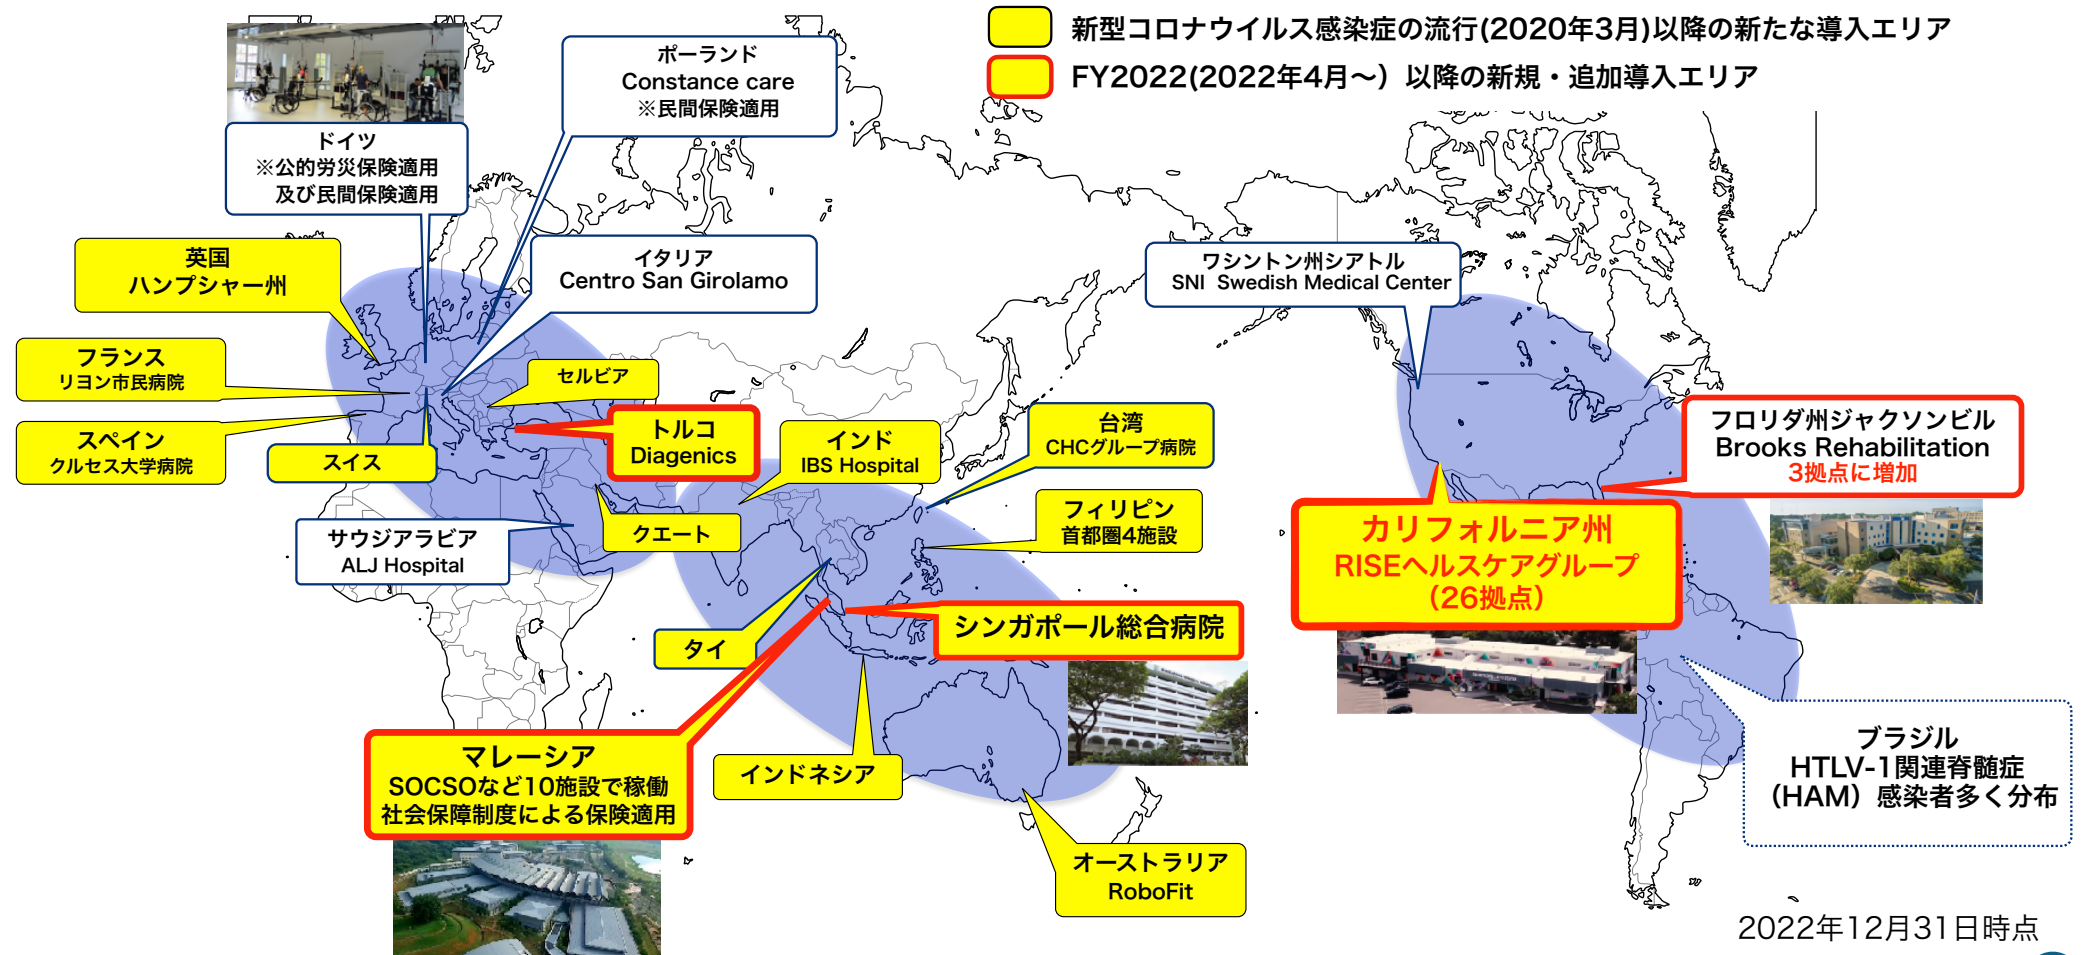 新型コロナウイルス感染症の流行(2020年3月)以降の新たな導入エリア
FY2022(2022年4月〜）以降の新規・追加導入エリア
ポーランド
Constance care
※民間保険適用
ドイツ
※公的労災保険適用
及び民間保険適用
英国
ハンプシャー州
イタリア
Centro San Girolamo
ワシントン州シアトル
SNI Swedish Medical Center
フランス
リヨン市民病院
セルビア
スペイン
クルセス大学病院
スイス
トルコ
Diagenics
インド
IBS Hospital
台湾
CHCグループ病院
フロリダ州ジャクソンビル
Brooks Rehabilitation
3拠点に増加
サウジアラビア
ALJ Hospital
クエート
フィリピン
首都圏4施設
カリフォルニア州
RISEヘルスケアグループ
（26拠点）
タイ
シンガポール総合病院
マレーシア
SOCSOなど10施設で稼働
社会保障制度による保険適用
インドネシア
ブラジル
HTLV-1関連脊髄症
（HAM）感染者多く分布
オーストラリア
RoboFit
2022年12月31日時点